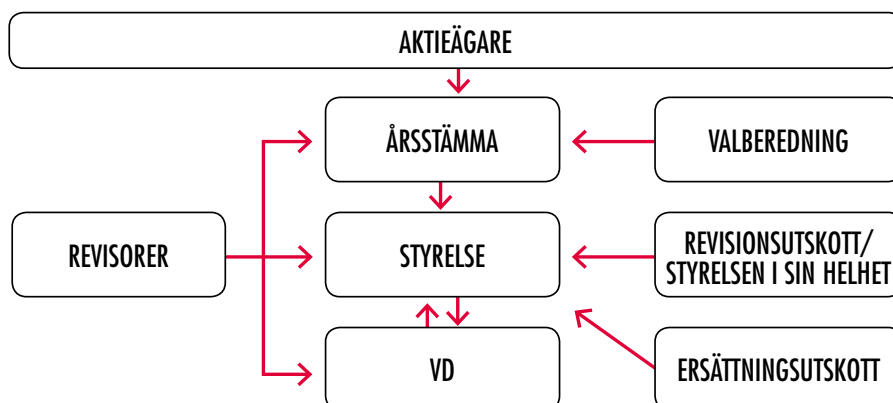 AKTIEÄGARE
ÅRSSTÄMMA
VALBEREDNING
REVISORER
STYRELSE
REVISIONSUTSKOTT/
STYRELSEN I SIN HELHET
VD
ERSÄTTNINGSUTSKOTT